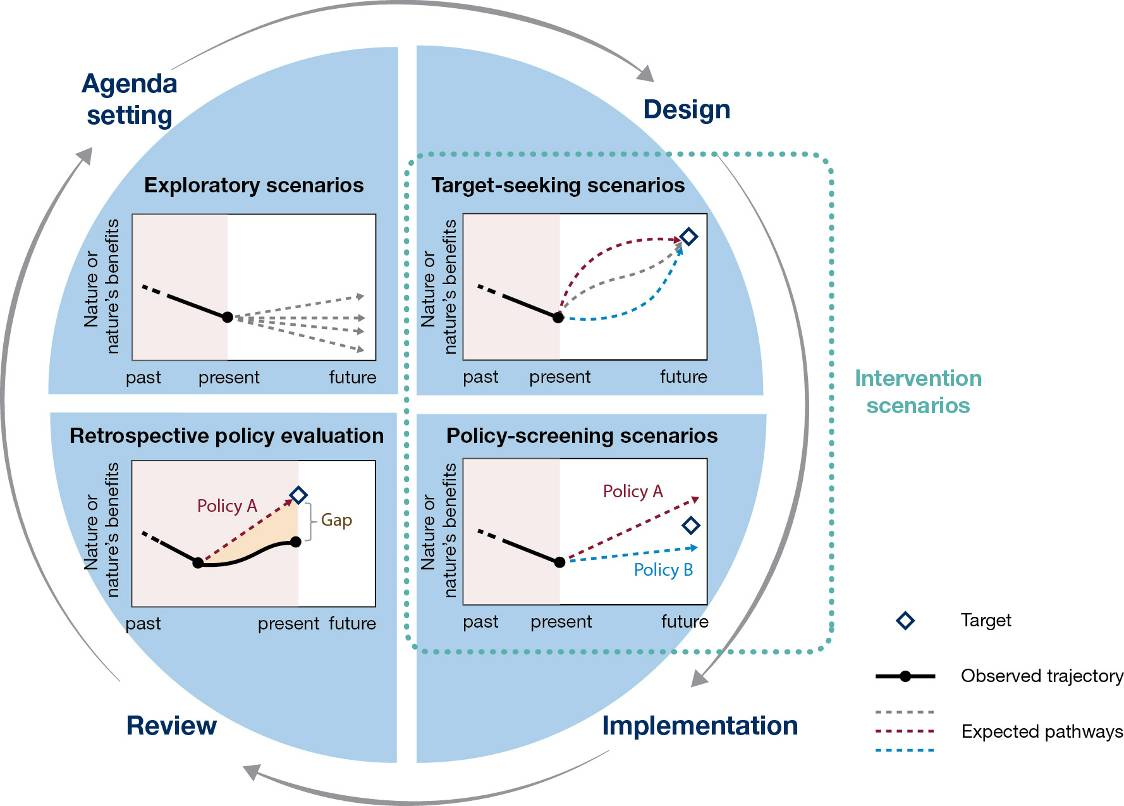 Agenda
setting
Design
Exploratory scenarios
Nature or
nature's benefits
past present future
Target-seeking scenarios
Nature or
nature's benefits
past present future
Intervention
scenarios
Retrospective policy evaluation
Nature or
nature's benefits
Policy A
Gap
past present future
Policy-screening scenarios
Nature or
nature's benefits
Policy A
Policy B
past present future
Review
Implementation
Target
Observed trajectory
Expected pathways